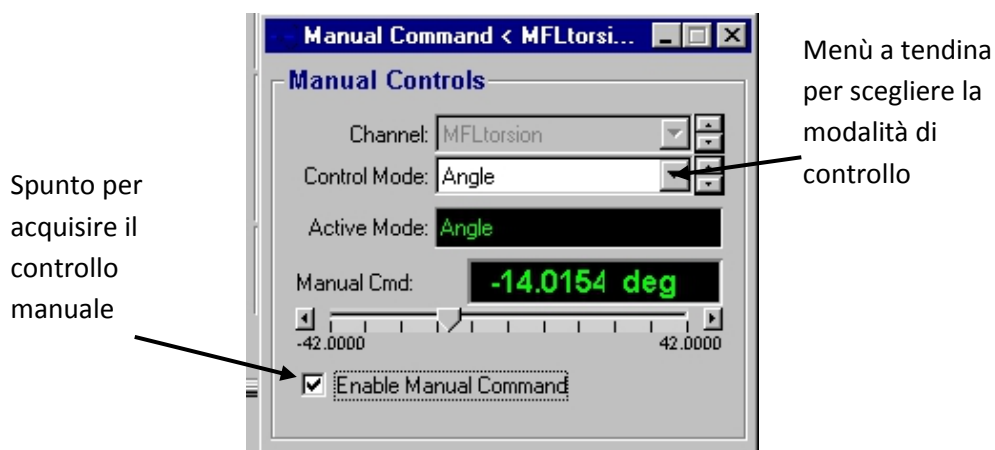 Manual Command < MFLtorsi...
Manual Controls
Channel: MFLtorsion
Control Mode: Angle
Active Mode: Angle
Manual Cmd: -14.0154 deg
-42.0000 42.0000
Enable Manual Command
Spunto per
acquisire il
controllo
manuale
Menù a tendina
per scegliere la
modalità di
controllo